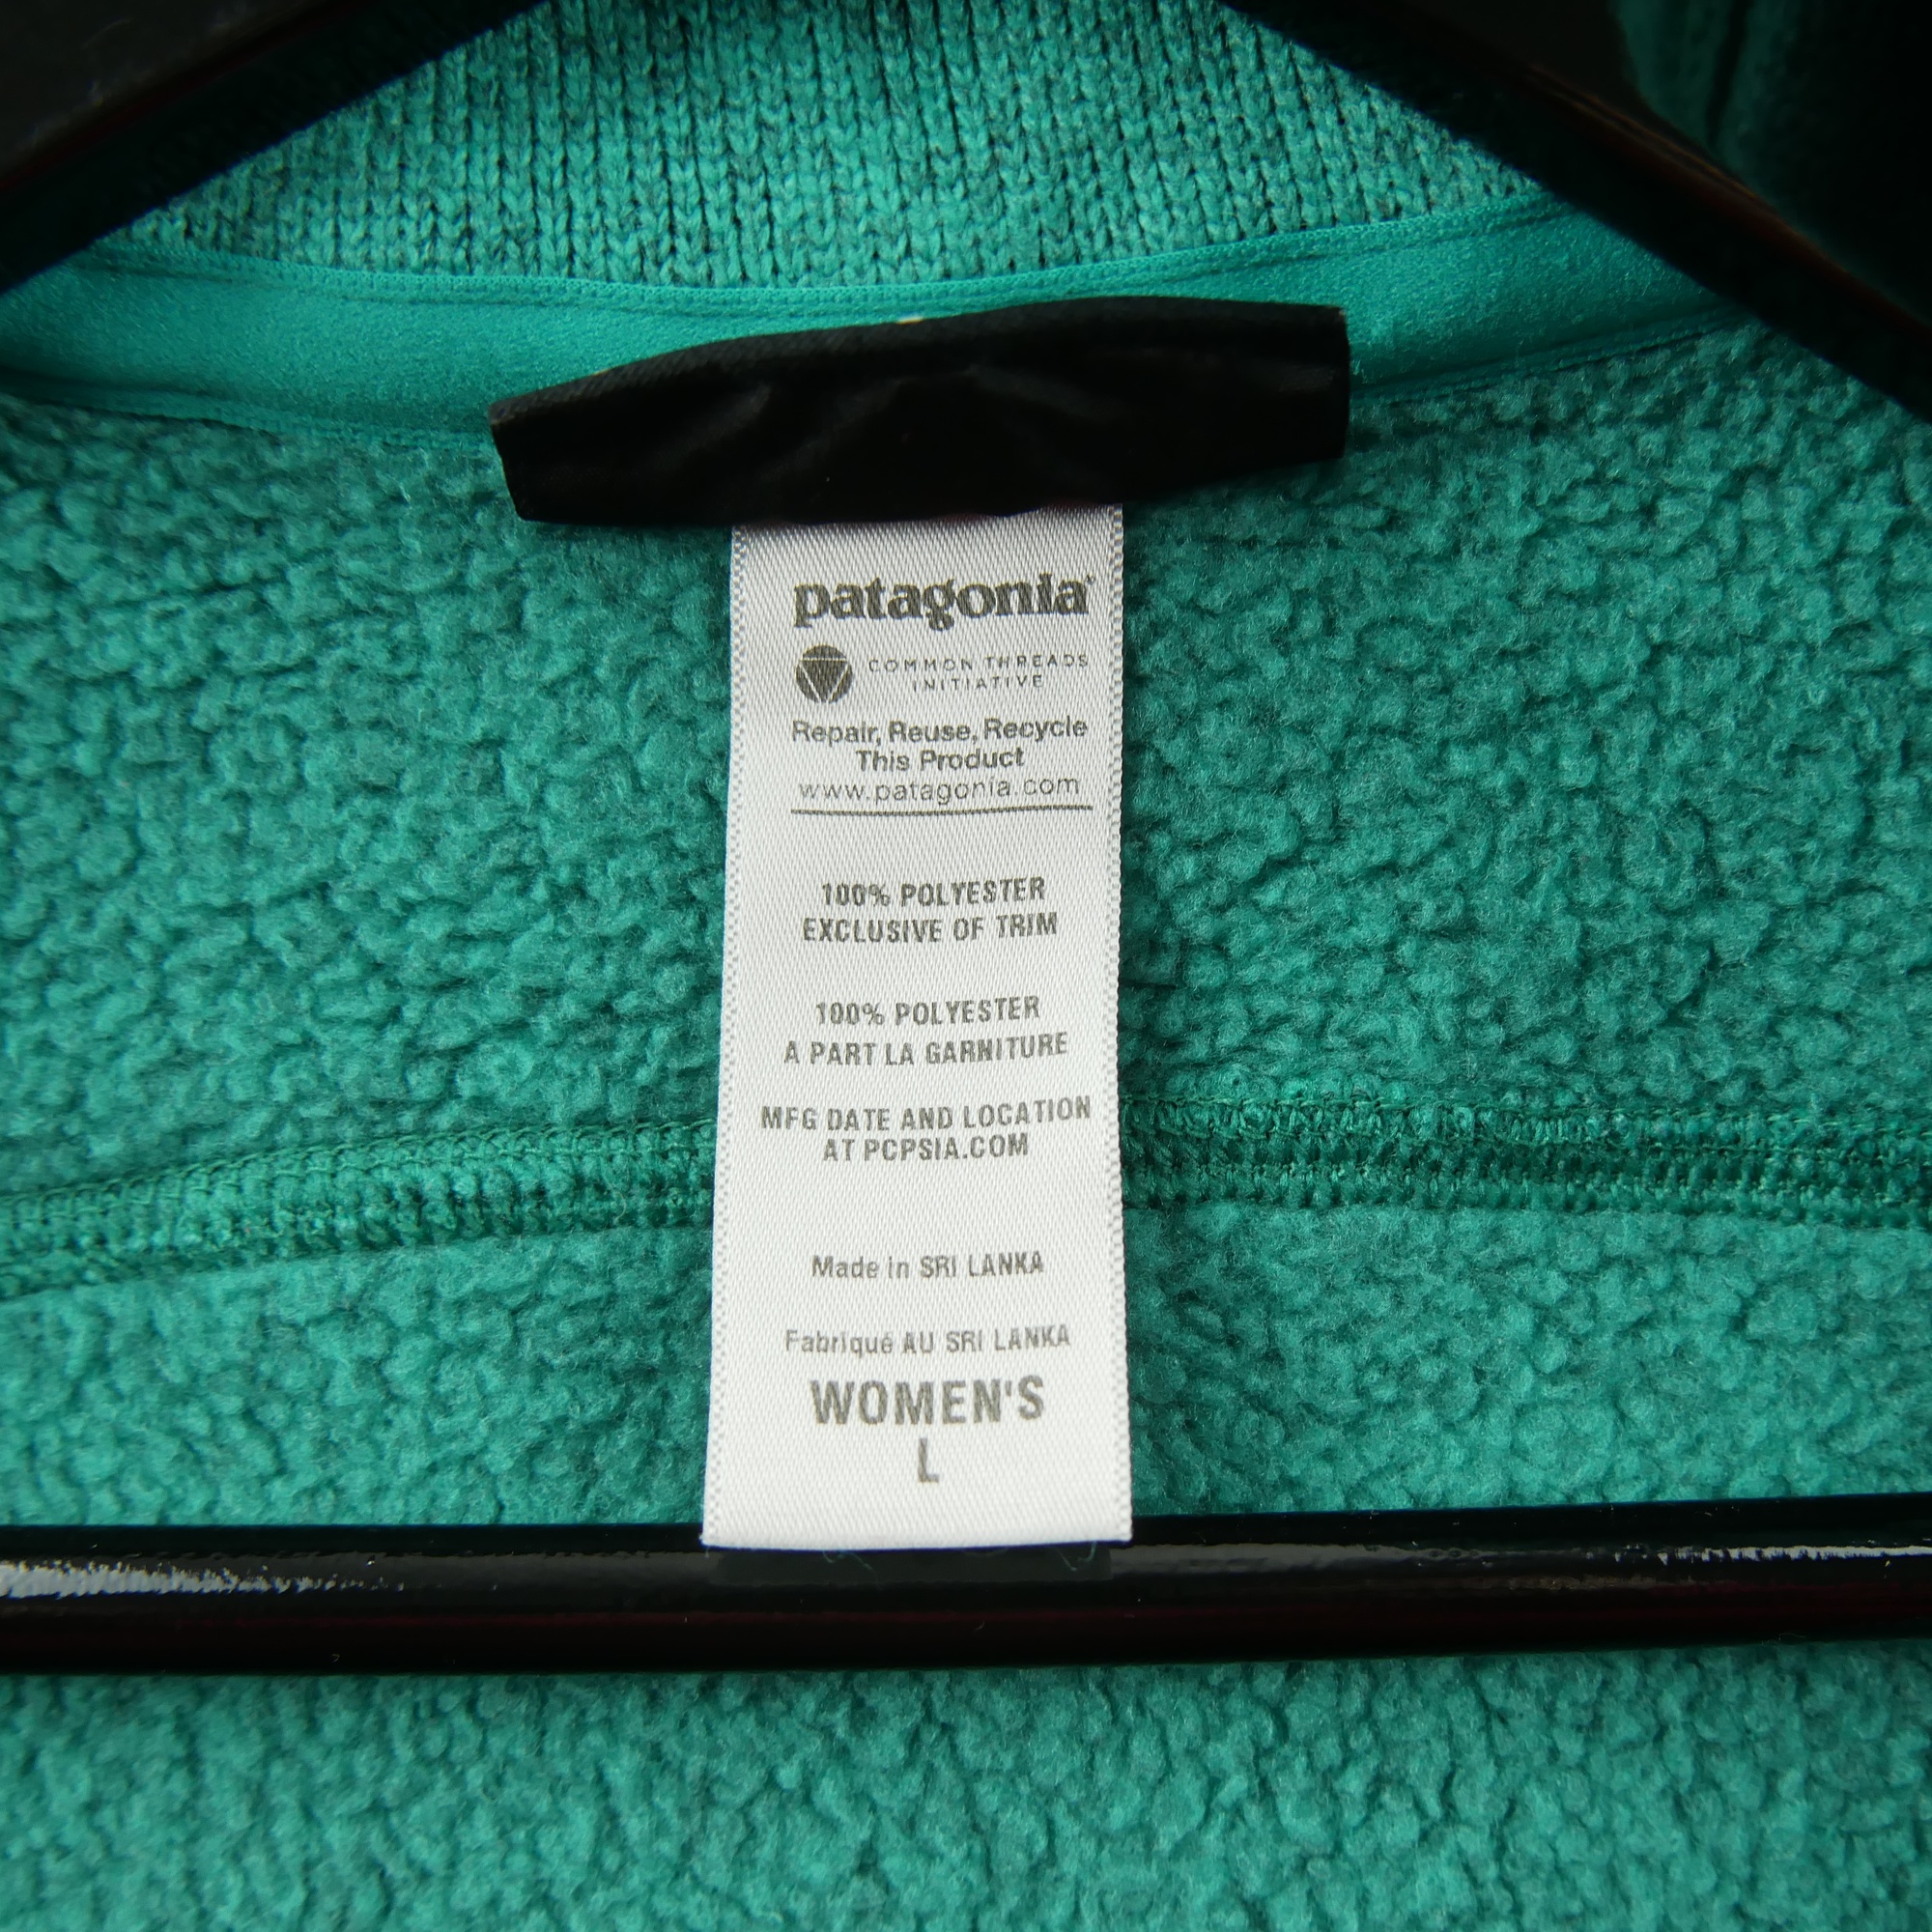 patagonia®
COMMON THREADS
INITIATIVE
Repair, Reuse, Recycle
This Product
www.patagonia.com
100% POLYESTER
EXCLUSIVE OF TRIM
100% POLYESTER
A PART LA GARNITURE
MFG DATE AND LOCATION
AT PCPSIA.COM
Made in SRI LANKA
Fabriqué AU SRI LANKA
WOMEN'S
L